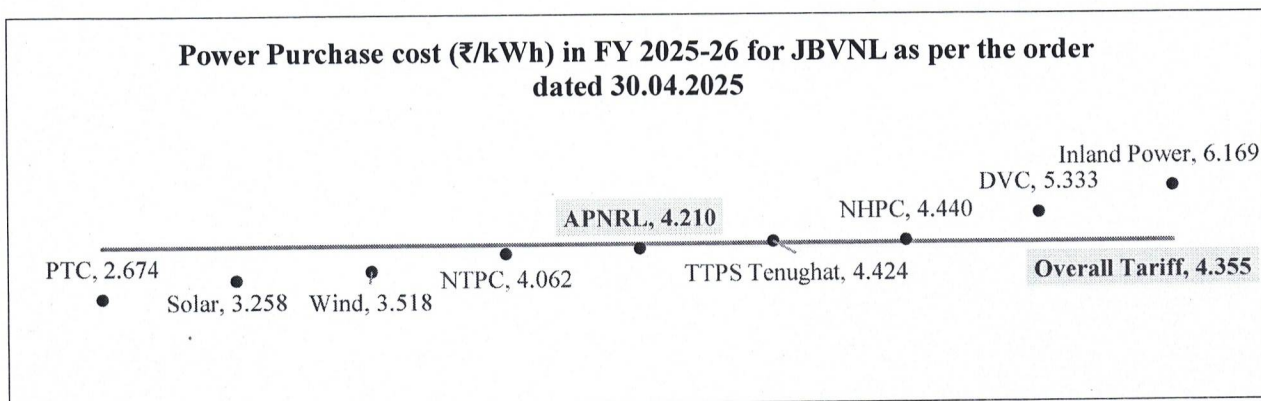 Power Purchase cost (₹/kWh) in FY 2025-26 for JBVNL as per the order
dated 30.04.2025
Inland Power, 6.169
DVC, 5.333
NHPC, 4.440
APNRL, 4.210
PTC, 2.674
Solar, 3.258
Wind, 3.518
NTPC, 4.062
TTPS Tenughat, 4.424
Overall Tariff, 4.355